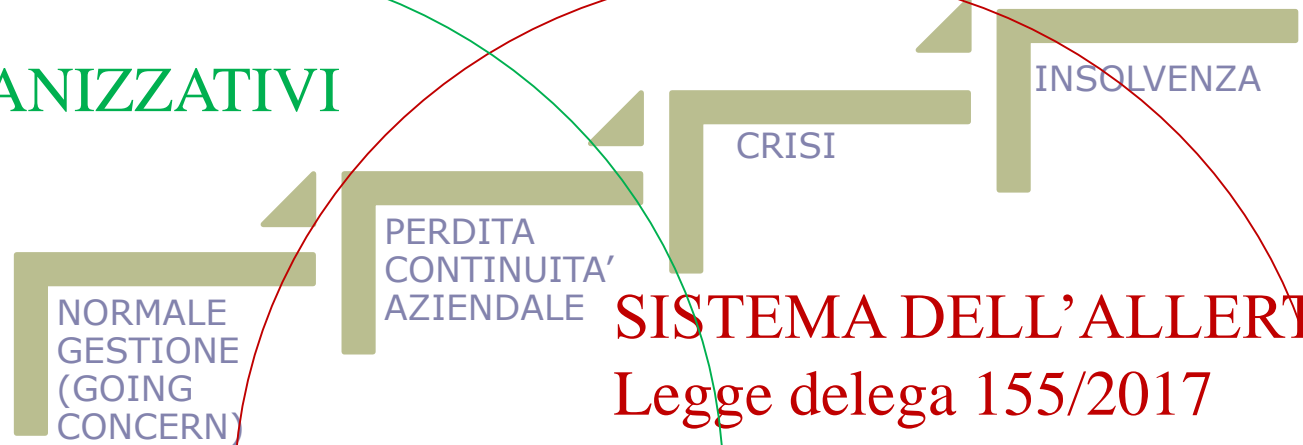 ANIZZATIVI
INSOLVENZA
CRISI
PERDITA
CONTINUITA’
AZIENDALE
NORMALE
GESTIONE
(GOING
CONCERN)
SISTEMA DELL’ALLERT
Legge delega 155/2017